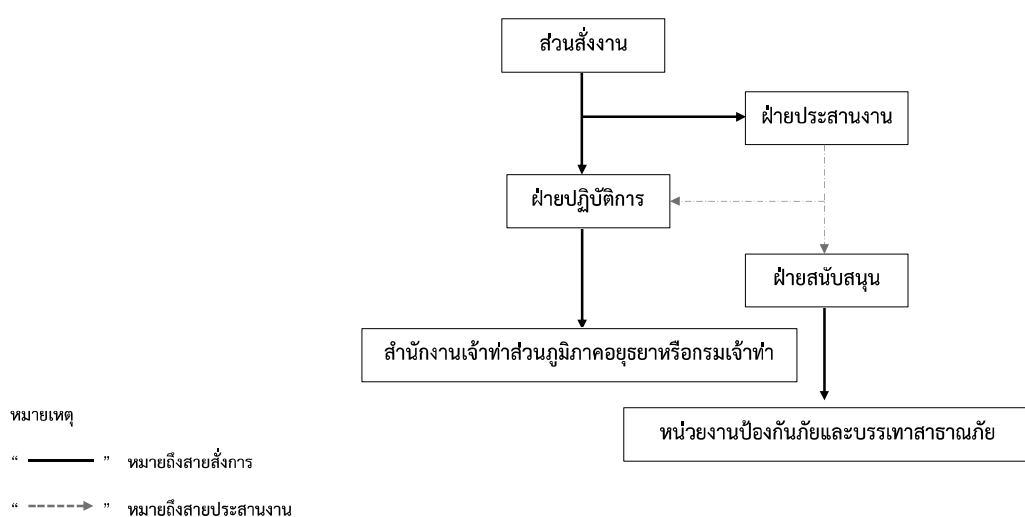 ส่วนสั่งงาน
ฝ่ายประสานงาน
ฝ่ายปฏิบัติการ
ฝ่ายสนับสนุน
สำนักงานเจ้าท่าส่วนภูมิภาคอยุธยาหรือกรมเจ้าท่า
หน่วยงานป้องกันภัยและบรรเทาสาธาณภัย
หมายเหตุ
“ ” หมายถึงสายสั่งการ
“ ” หมายถึงสายประสานงาน